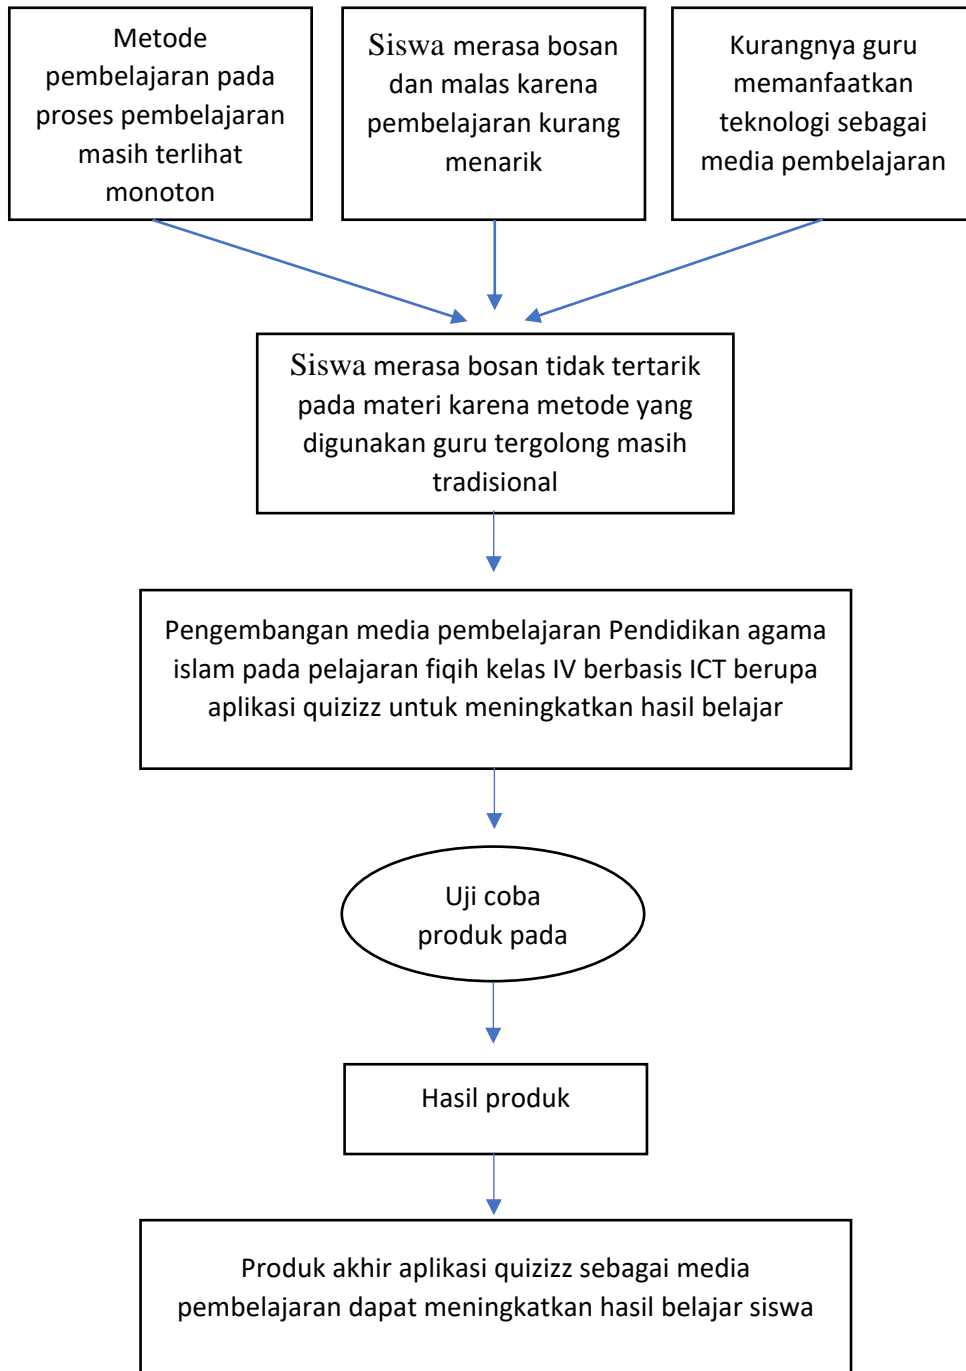 Metode
pembelajaran pada
proses pembelajaran
masih terlihat
monoton
Siswa merasa bosan
dan malas karena
pembelajaran kurang
menarik
Kurangnya guru
memanfaatkan
teknologi sebagai
media pembelajaran
Siswa merasa bosan tidak tertarik
pada materi karena metode yang
digunakan guru tergolong masih
tradisional
Pengembangan media pembelajaran Pendidikan agama
islam pada pelajaran fiqih kelas IV berbasis ICT berupa
aplikasi quizizz untuk meningkatkan hasil belajar
Uji coba
produk pada
Hasil produk
Produk akhir aplikasi quizizz sebagai media
pembelajaran dapat meningkatkan hasil belajar siswa